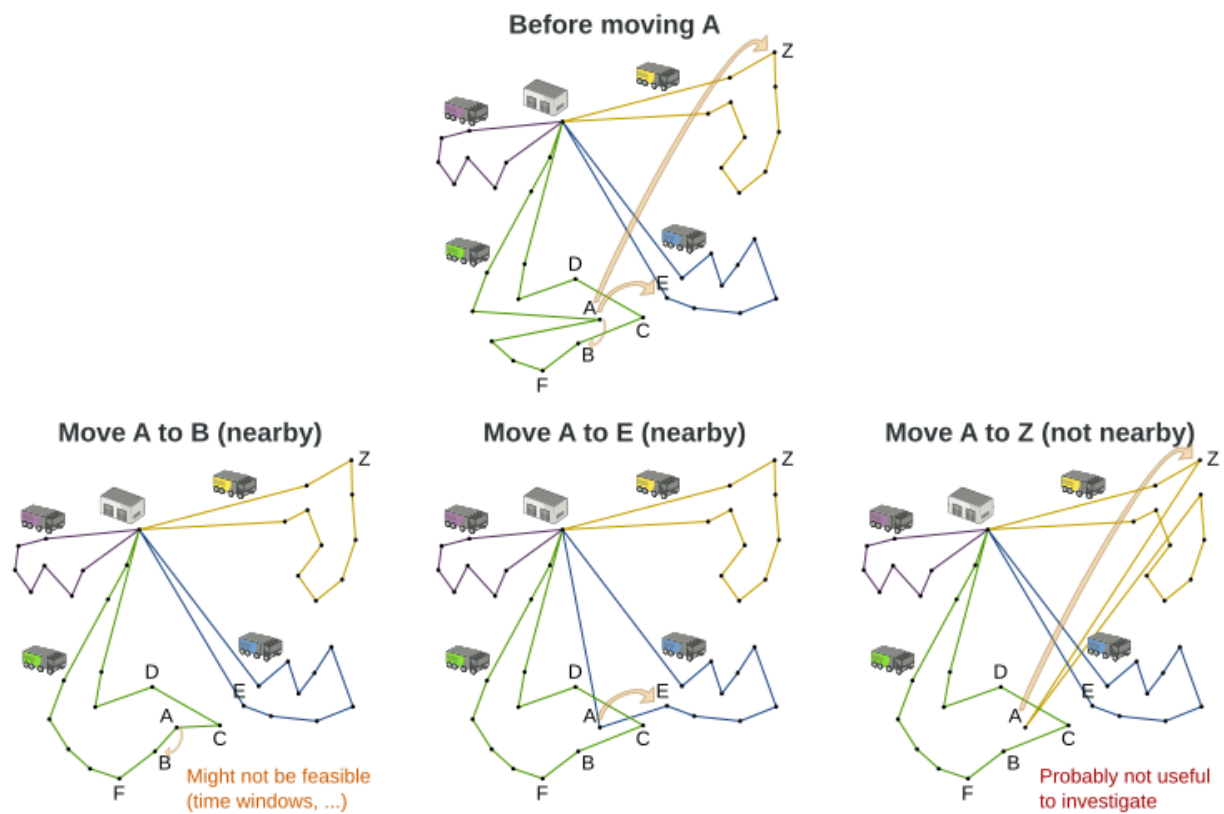 Before moving A
Z
D
E
A
C
B
F
Move A to B (nearby)
Z
D
E
A
C
B
F
Might not be feasible
(time windows, ...)
Move A to E (nearby)
Z
D
E
A
C
B
F
Move A to Z (not nearby)
Z
D
E
A
C
B
F
Probably not useful
to investigate